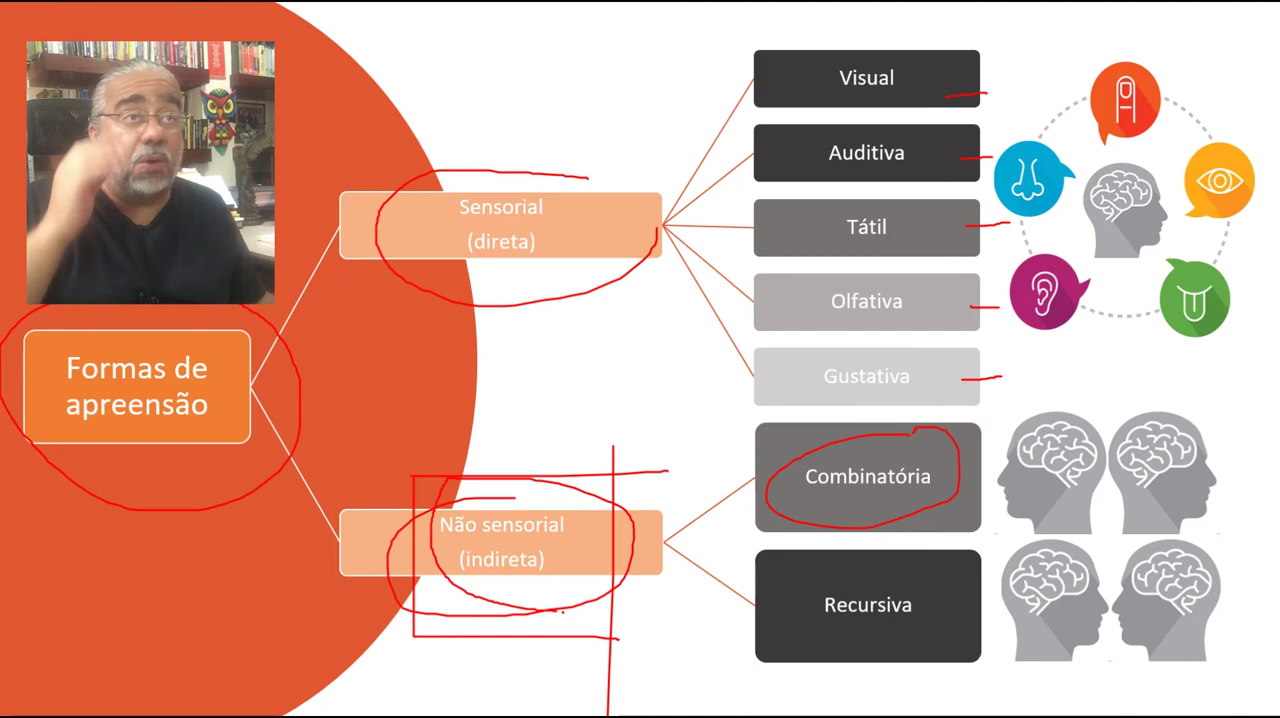 Formas de
apreensão
Sensorial
(direta)
Visual
Auditiva
Tátil
Olfativa
Gustativa
Não sensorial
(indireta)
Combinatória
Recursiva